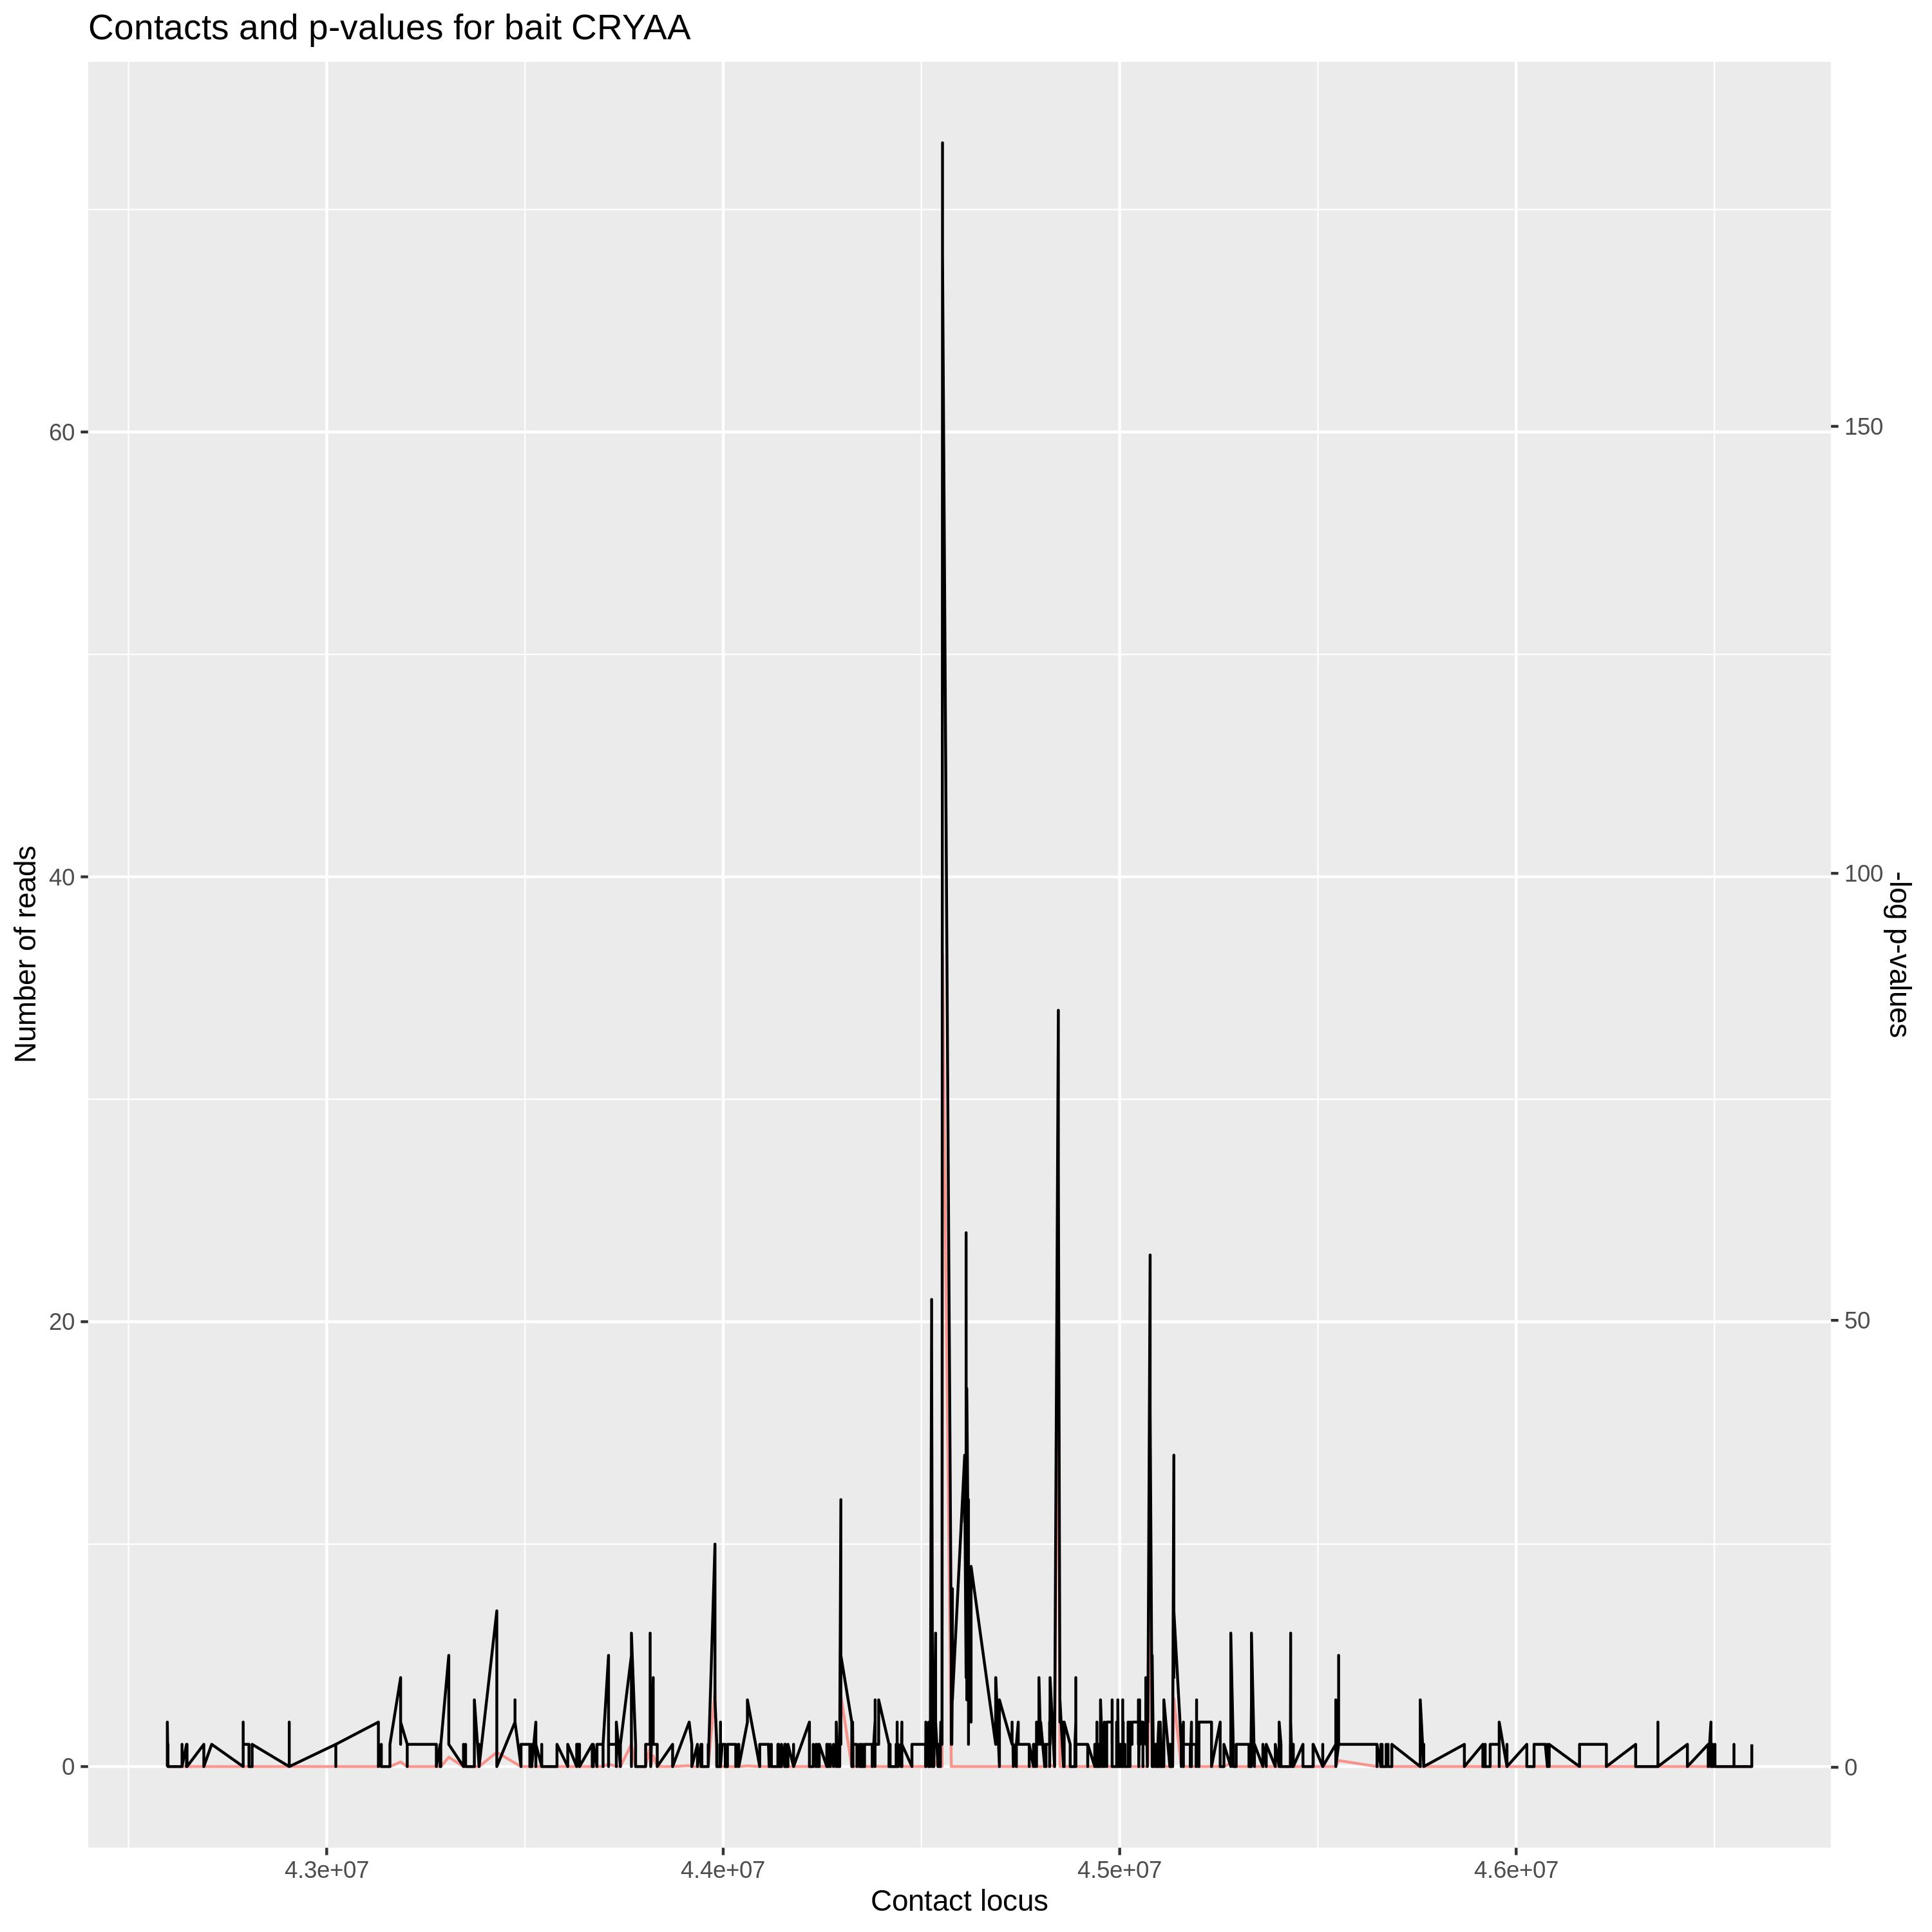 Contacts and p-values for bait CRYAA
Number of reads
60
40
20
0
150
100
50
0
-log p-values
4.3e+07
4.4e+07
4.5e+07
4.6e+07
Contact locus